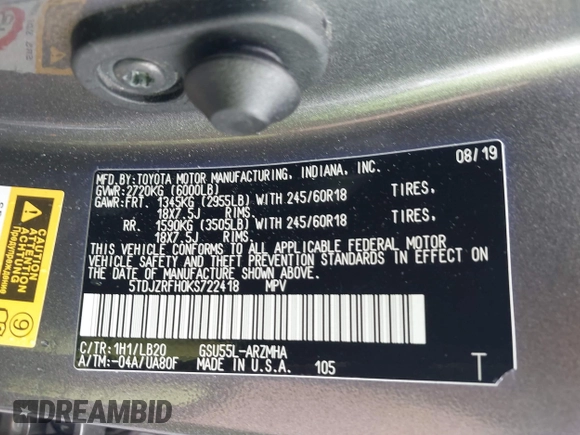 MFD.BY:TOYOTA MOTOR MANUFACTURING, INDIANA, INC. 08/19
GVWR:2720KG (6000LB)
GAWR:FRT. 1345KG (2955LB) WITH 245/60R18 TIRES,
18X7.5J RIMS.
RR. 1590KG (3505LB) WITH 245/60R18 TIRES,
18X7.5J RIMS.
THIS VEHICLE CONFORMS TO ALL APPLICABLE FEDERAL MOTOR
VEHICLE SAFETY AND THEFT PREVENTION STANDARDS IN EFFECT ON
THE DATE OF MANUFACTURE SHOWN ABOVE.
5TDJZRFH0KS722418 MPV
C/TR:1H1/LB20 GSU55L-ARZMHA
A/TM:-04A/UA80F MADE IN U.S.A. 105 T
CAUTION
ATTENTION
ACHTUNG
9
DREAMBID